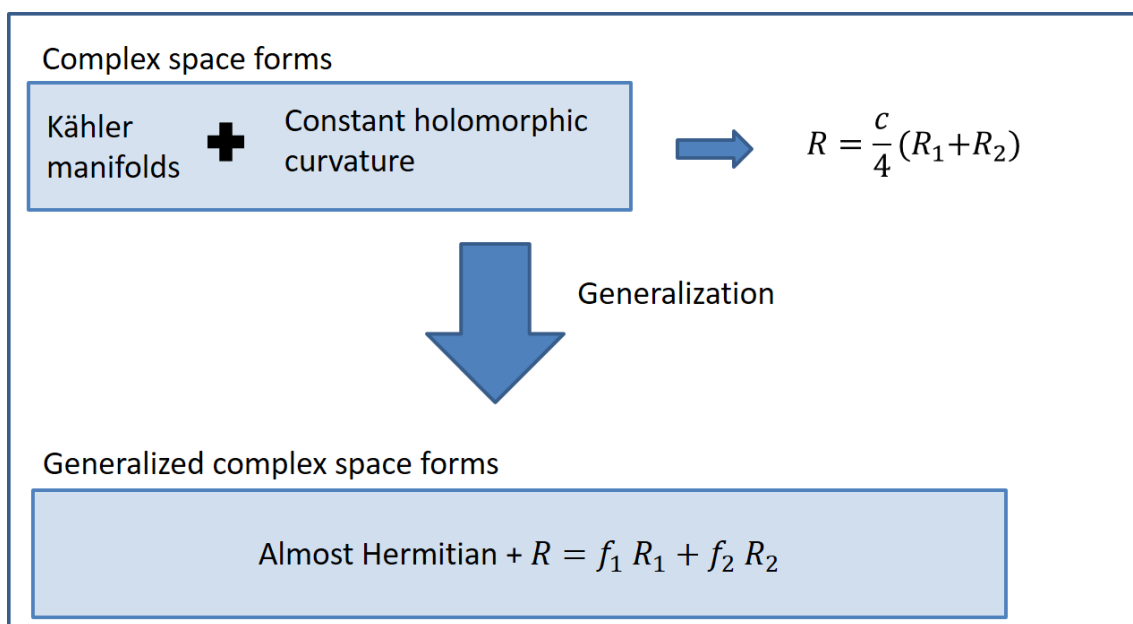 Complex space forms
Kähler manifolds
Constant holomorphic curvature
R = c/4 (R₁+R₂)
Generalization
Generalized complex space forms
Almost Hermitian + R = f₁ R₁ + f₂ R₂